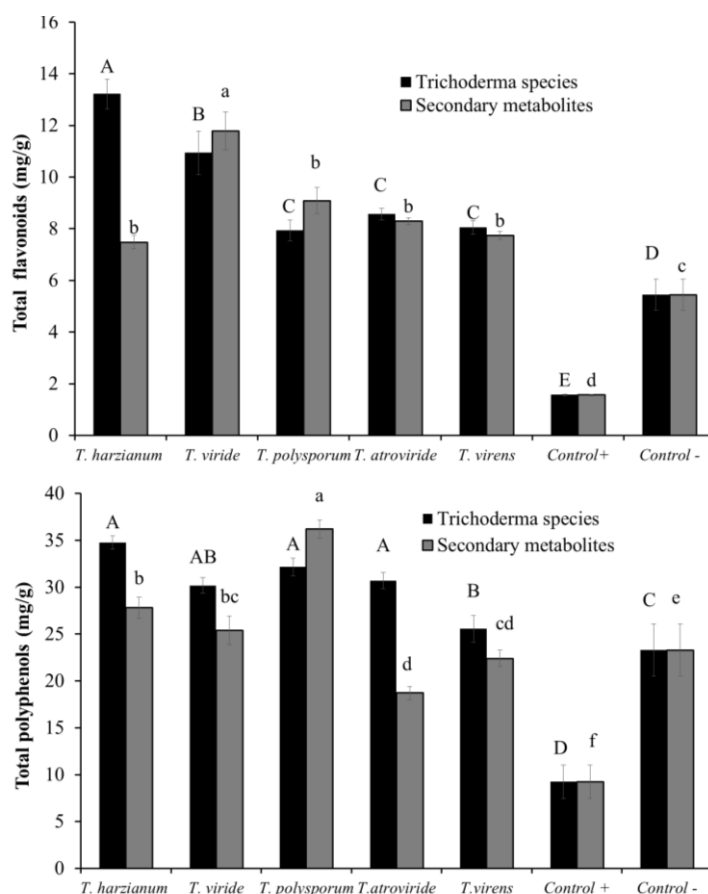 16
14
12
10
8
6
4
2
0
Total flavonoids (mg/g)
Trichoderma species
Secondary metabolites
A
b
B
a
C
b
C
b
C
b
E
d
D
c
T. harzianum
T. viride
T. polysporum
T. atroviride
T. virens
Control+
Control -
40
35
30
25
20
15
10
5
0
Total polyphenols (mg/g)
Trichoderma species
Secondary metabolites
A
b
AB
bc
A
a
A
d
B
cd
D
f
C
e
T. harzianum
T. viride
T. polysporum
T.atroviride
T.virens
Control +
Control -